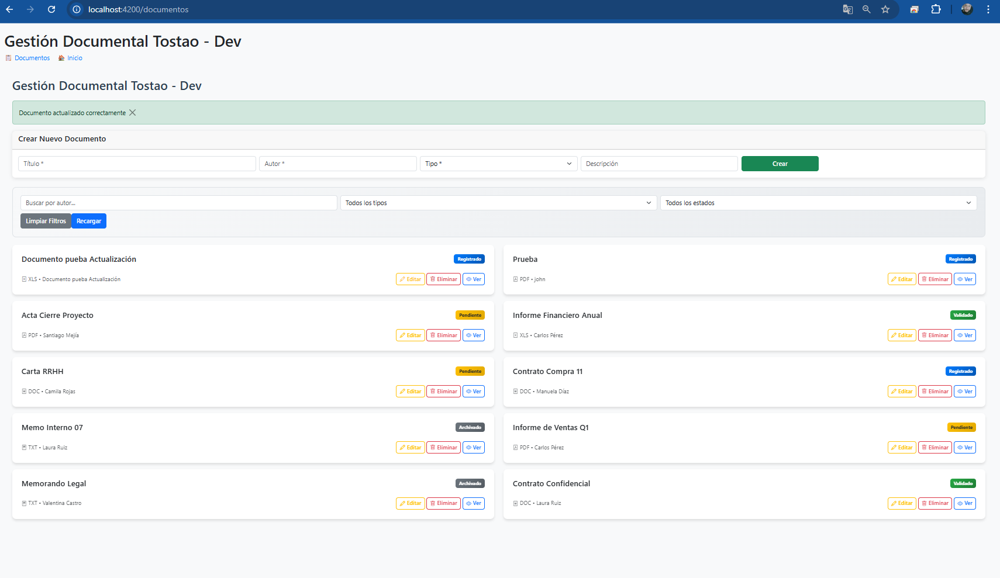 localhost:4200/documentos
Gestión Documental Tostao - Dev
Documentos Inicio
Gestión Documental Tostao - Dev
Documento actualizado correctamente
Crear Nuevo Documento
Título * Autor * Tipo * Descripción Crear
Buscar por autor... Todos los tipos Todos los estados
Limpiar Filtros Recargar
Documento pueba Actualización Registrado
XLS • Documento pueba Actualización Editar Eliminar Ver
Prueba Registrado
PDF • john Editar Eliminar Ver
Acta Cierre Proyecto Pendiente
PDF • Santiago Mejía Editar Eliminar Ver
Informe Financiero Anual Validado
XLS • Carlos Pérez Editar Eliminar Ver
Carta RRHH Pendiente
DOC • Camila Rojas Editar Eliminar Ver
Contrato Compra 11 Registrado
DOC • Manuela Díaz Editar Eliminar Ver
Memo Interno 07 Archivado
TXT • Laura Ruiz Editar Eliminar Ver
Informe de Ventas Q1 Pendiente
PDF • Carlos Pérez Editar Eliminar Ver
Memorando Legal Archivado
TXT • Valentina Castro Editar Eliminar Ver
Contrato Confidencial Validado
DOC • Laura Ruiz Editar Eliminar Ver